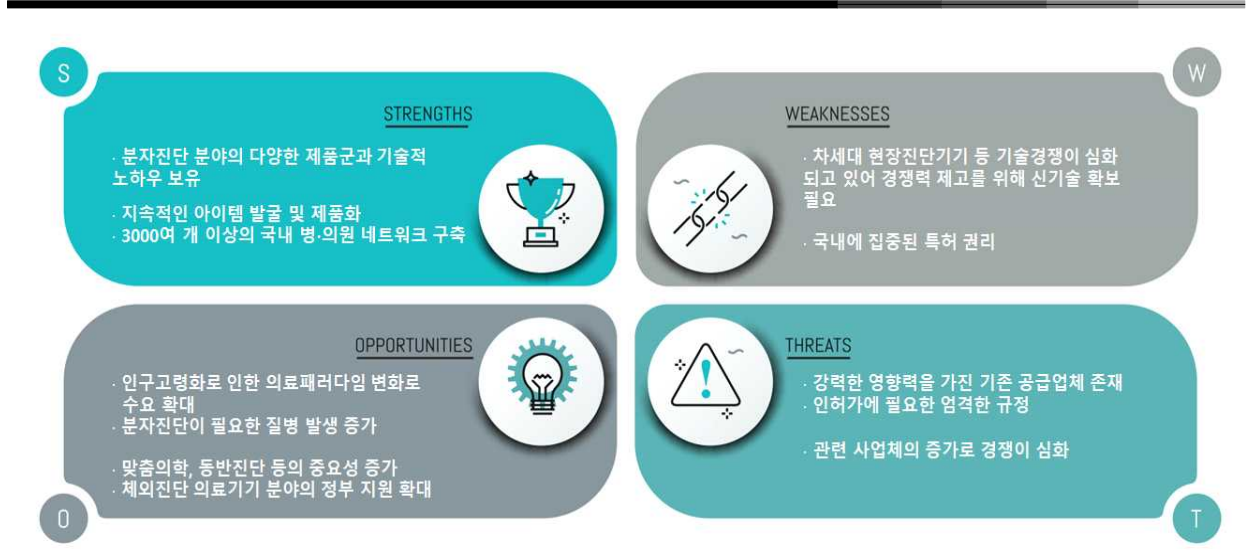 S
STRENGTHS
· 분자진단 분야의 다양한 제품군과 기술적
노하우 보유
· 지속적인 아이템 발굴 및 제품화
· 3000여 개 이상의 국내 병·의원 네트워크 구축
W
WEAKNESSES
· 차세대 현장진단기기 등 기술경쟁이 심화
되고 있어 경쟁력 제고를 위해 신기술 확보
필요
· 국내에 집중된 특허 권리
OPPORTUNITIES
· 인구고령화로 인한 의료패러다임 변화로
수요 확대
· 분자진단이 필요한 질병 발생 증가
· 맞춤의학, 동반진단 등의 중요성 증가
· 체외진단 의료기기 분야의 정부 지원 확대
O
THREATS
· 강력한 영향력을 가진 기존 공급업체 존재
· 인허가에 필요한 엄격한 규정
· 관련 사업체의 증가로 경쟁이 심화
T